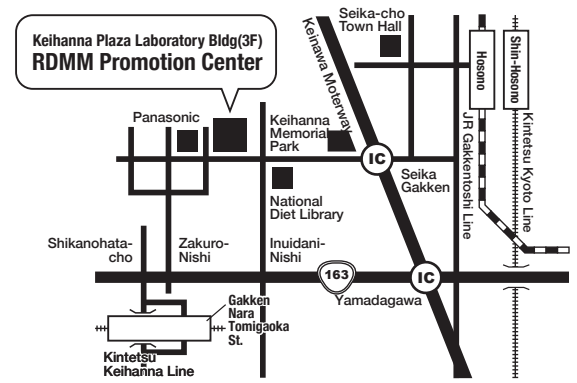 Keihanna Plaza Laboratory Bldg(3F)
RDMM Promotion Center
Seika-cho
Town Hall
Keinawa Moterway
Hosono
Shin-Hosono
Panasonic
Keihanna
Memorial
Park
IC
JR Gakkentoshi Line
Kintetsu Kyoto Line
Seika
Gakken
National
Diet Library
Shikanohata-
cho
Zakuro-
Nishi
Inuidani-
Nishi
163
IC
Yamadagawa
Gakken
Nara
Tomigaoka
St.
Kintetsu
Keihanna Line